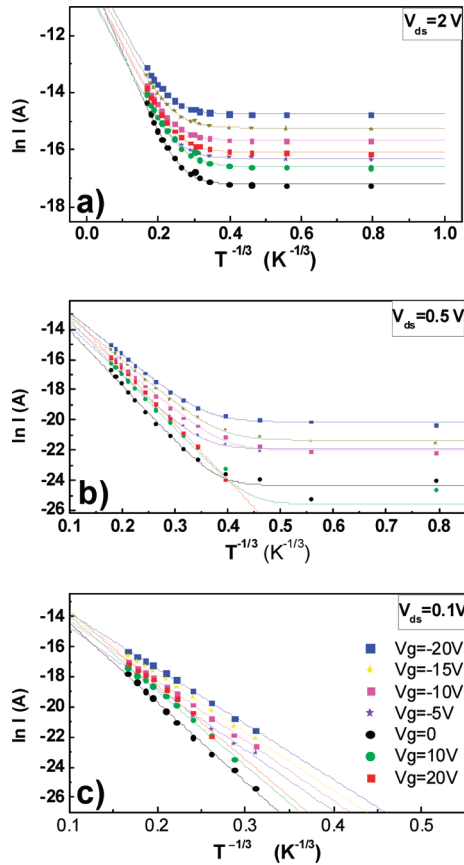 V_ds=2 V
ln I (A)
-14
-16
-18
a)
0.0 0.2 0.4 0.6 0.8 1.0
T^-1/3 (K^-1/3)
V_ds=0.5 V
ln I (A)
-14
-16
-18
-20
-22
-24
-26
b)
0.1 0.2 0.3 0.4 0.5 0.6 0.7 0.8
T^-1/3 (K^-1/3)
V_ds=0.1V
ln I (A)
-14
-16
-18
-20
-22
-24
-26
c)
Vg=-20V
Vg=-15V
Vg=-10V
Vg=-5V
Vg=0
Vg=10V
Vg=20V
0.1 0.2 0.3 0.4 0.5
T^-1/3 (K^-1/3)